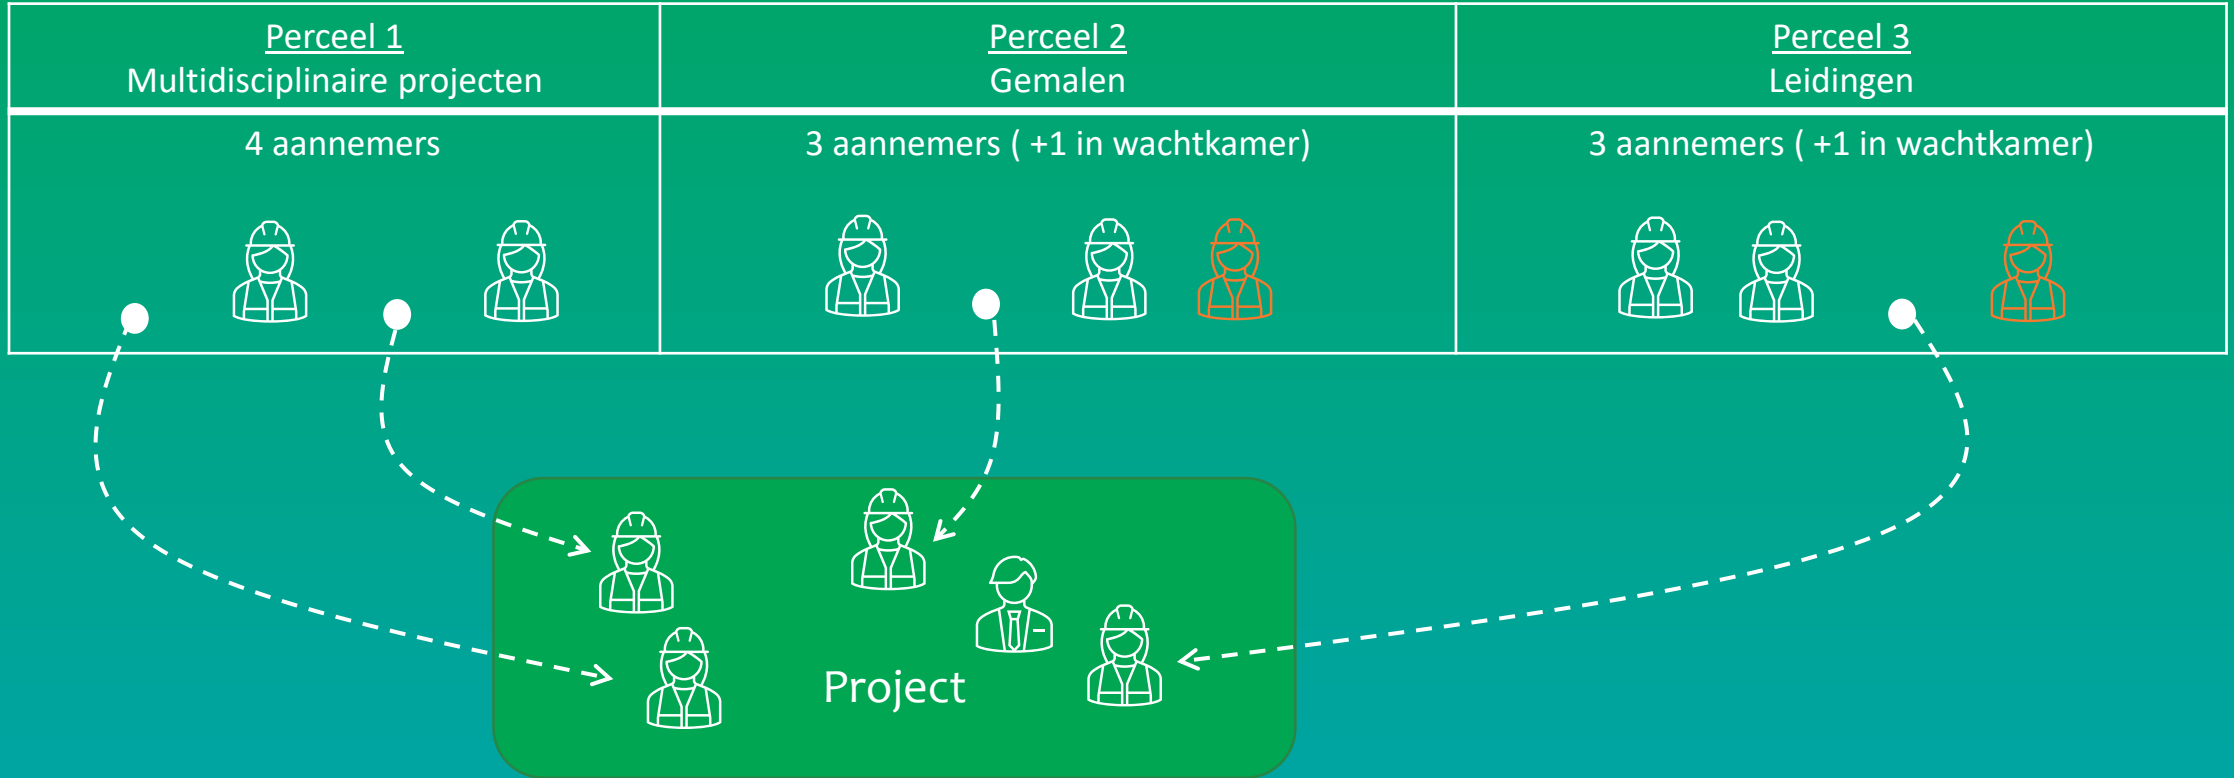 Perceel 1
Multidisciplinaire projecten
Perceel 2
Gemalen
Perceel 3
Leidingen
4 aannemers
3 aannemers ( +1 in wachtkamer)
3 aannemers ( +1 in wachtkamer)
Project